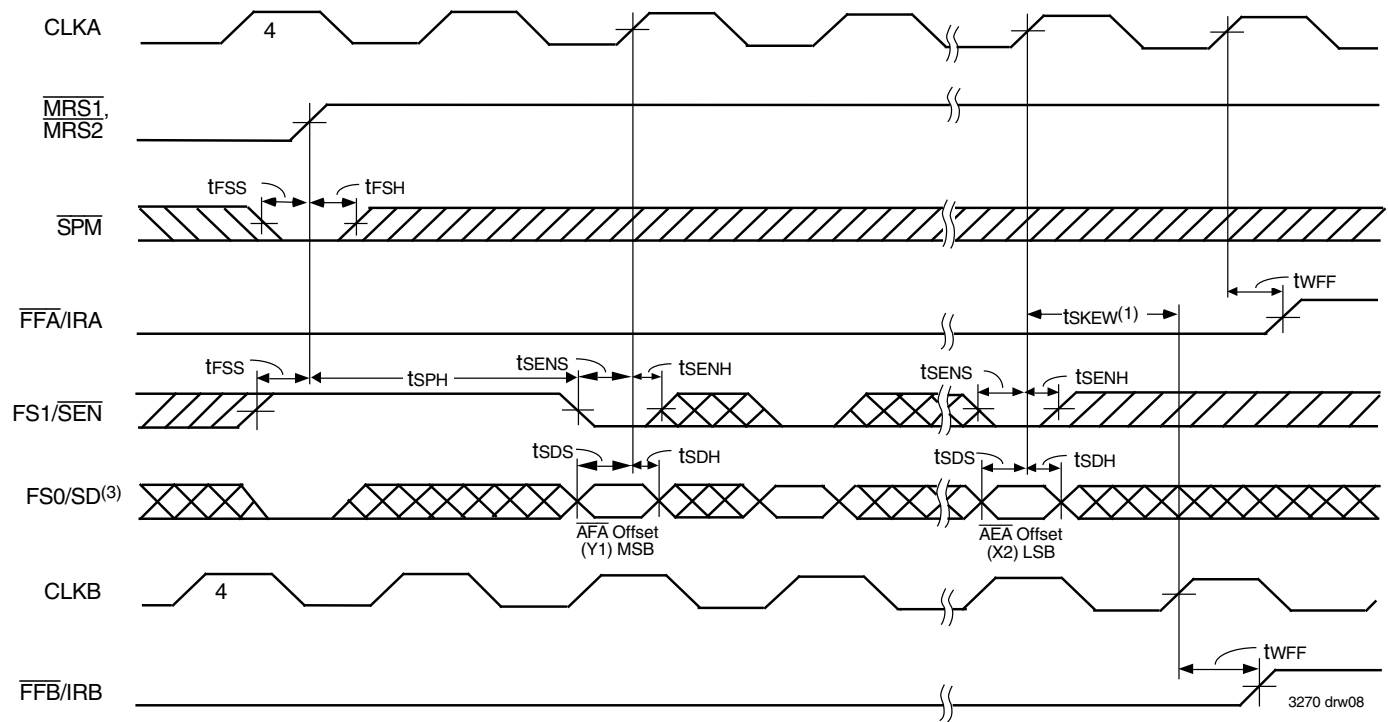 CLKA
4
MRS1,
MRS2
tFSS
tFSH
SPM
tWFF
FFA/IRA
tSKEW(1)
tFSS
tSPH
tSENS
tSENH
tSENS
tSENH
FS1/SEN
tSDS
tSDH
tSDS
tSDH
FS0/SD(3)
AFA Offset
(Y1) MSB
AEA Offset
(X2) LSB
CLKB
4
tWFF
FFB/IRB
3270 drw08